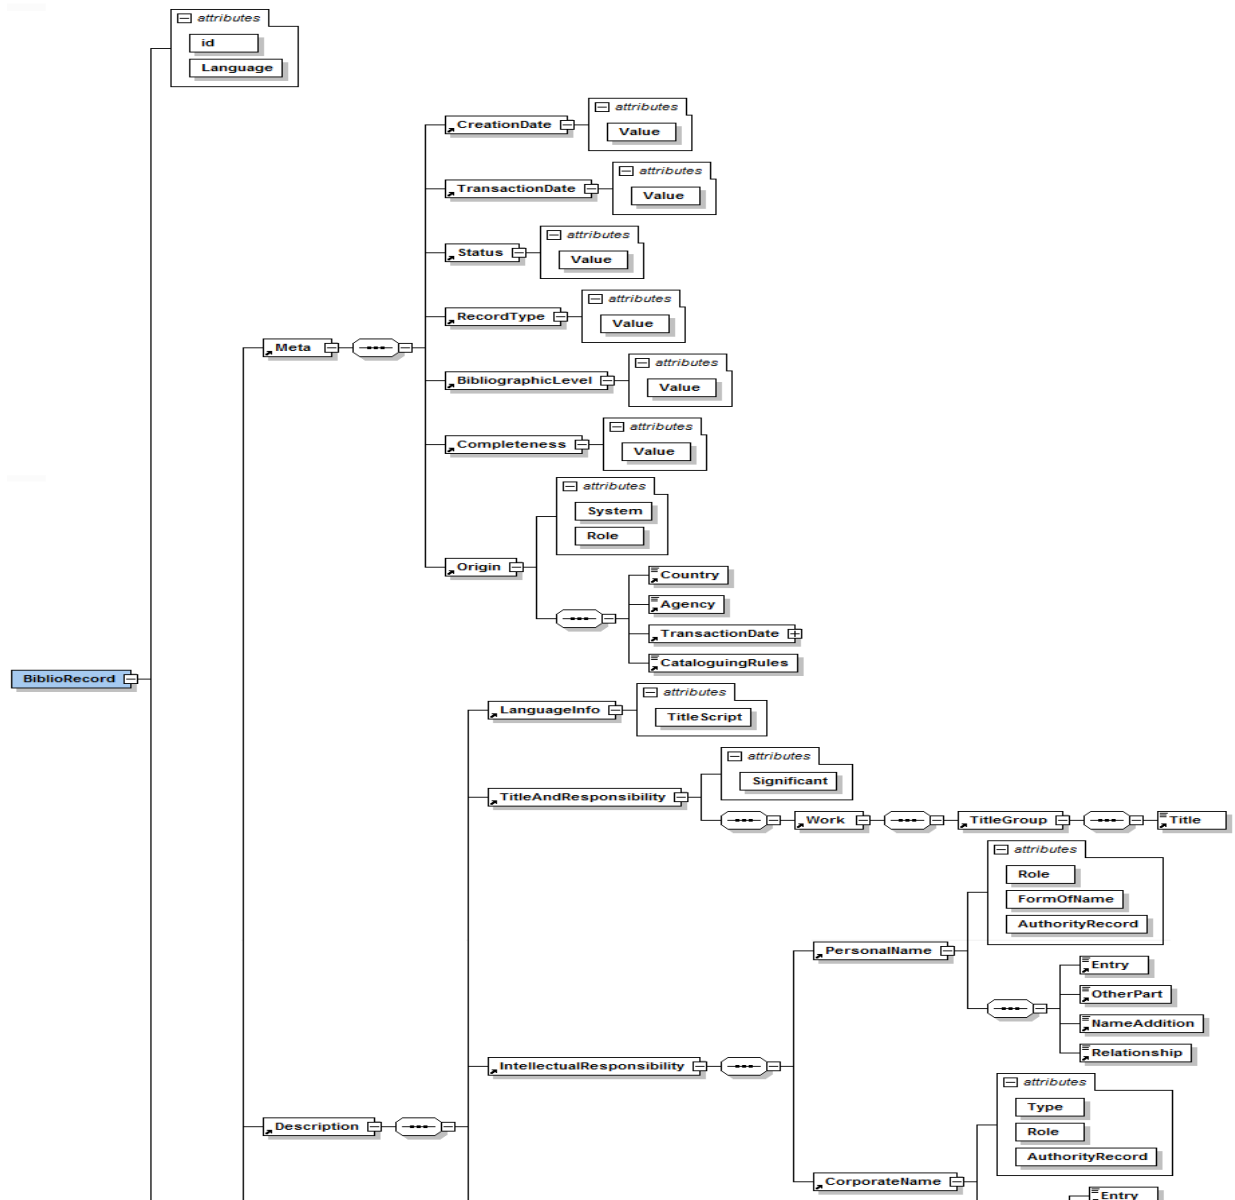 attributes
id
Language
attributes
CreationDate
Value
attributes
TransactionDate
Value
attributes
Status
Value
attributes
RecordType
Value
Meta
attributes
BibliographicLevel
Value
attributes
Completeness
Value
attributes
System
Role
Origin
Country
Agency
TransactionDate
CataloguingRules
BiblioRecord
attributes
LanguageInfo
TitleScript
attributes
Significant
TitleAndResponsibility
Work
TitleGroup
Title
attributes
Role
FormOfName
AuthorityRecord
PersonalName
Entry
OtherPart
NameAddition
Relationship
IntellectualResponsibility
attributes
Type
Role
AuthorityRecord
Description
CorporateName
Entry